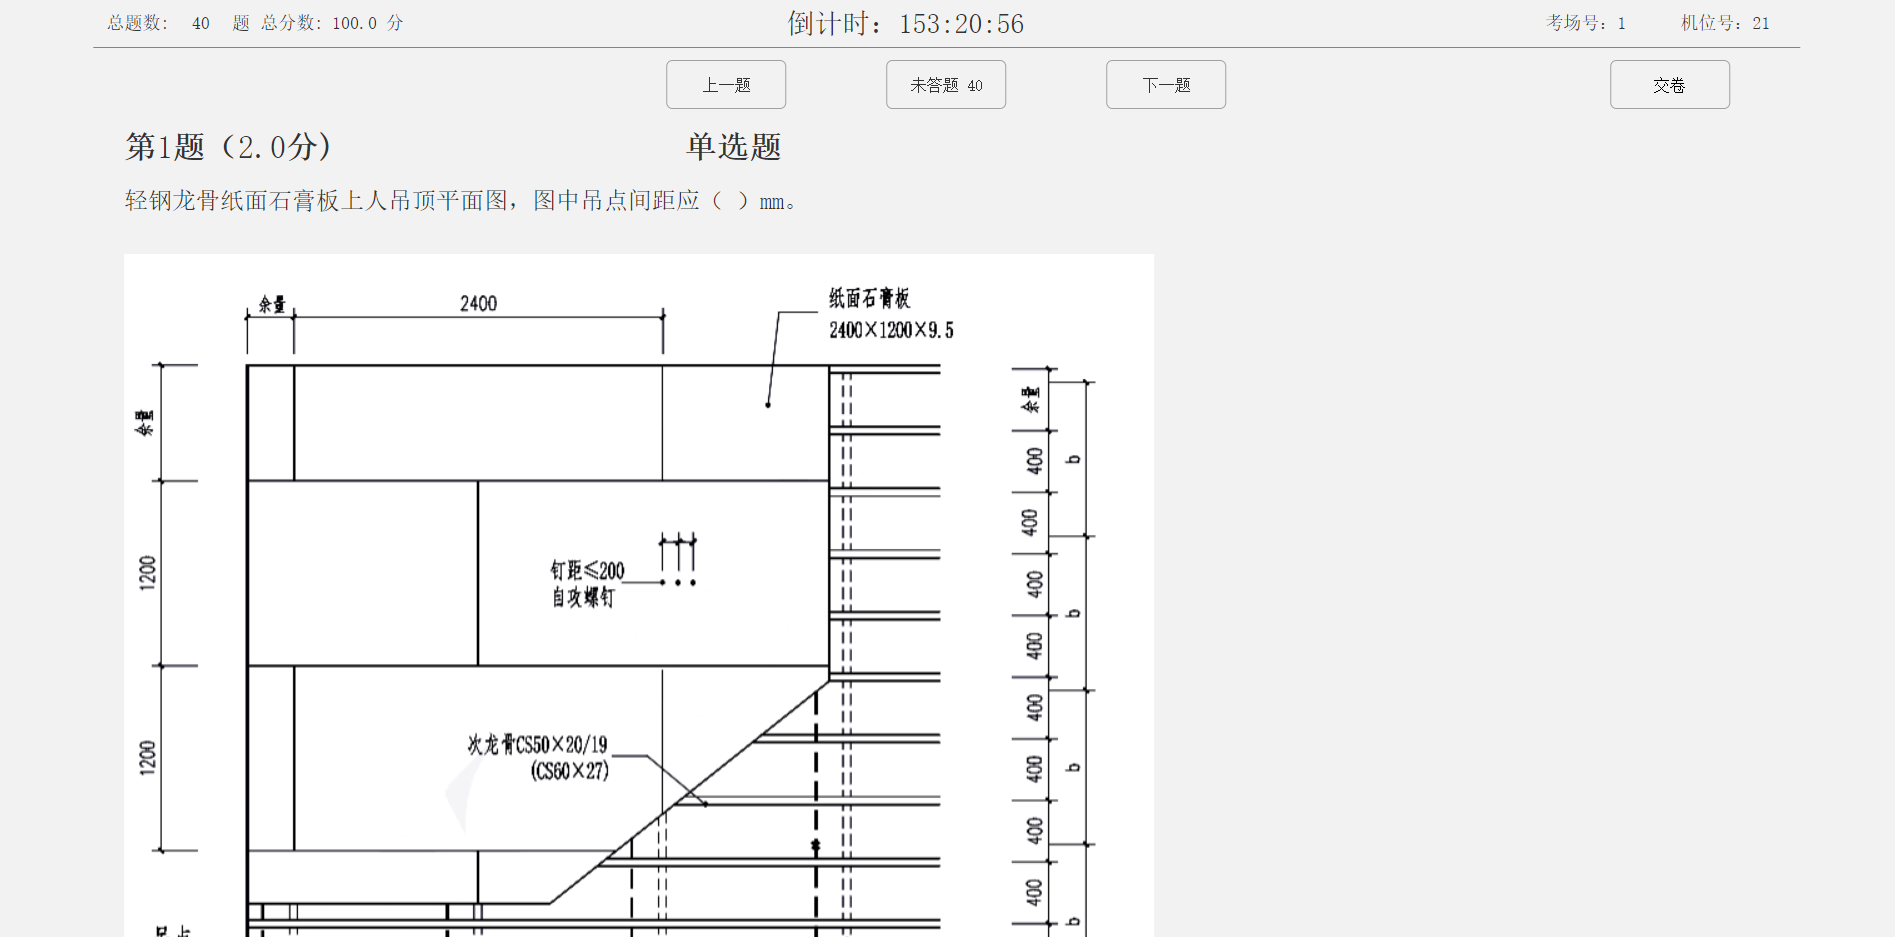 总题数: 40 题 总分数: 100.0 分
倒计时: 153:20:56
考场号: 1 机位号: 21
上一题 未答题 40 下一题 交卷
第1题（2.0分） 单选题
轻钢龙骨纸面石膏板上人吊顶平面图，图中吊点间距应（ ）mm。
余量 2400 纸面石膏板
2400×1200×9.5
余量
余量
400
b
400
1200
钉距≤200
自攻螺钉
400
b
400
400
次龙骨CS50×20/19
(CS60×27)
1200
400
b
400
400
b